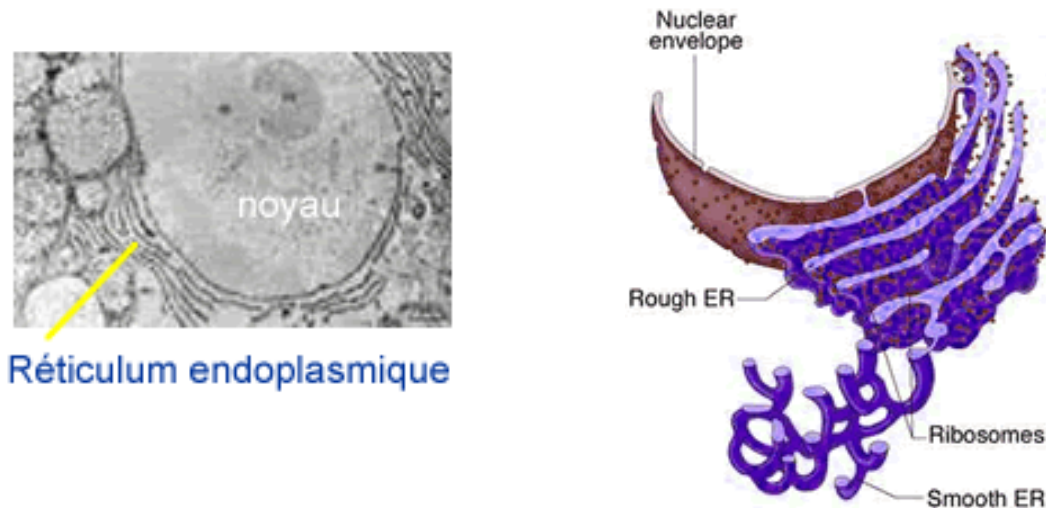 noyau
Réticulum endoplasmique
Nuclear
envelope
Rough ER
Ribosomes
Smooth ER